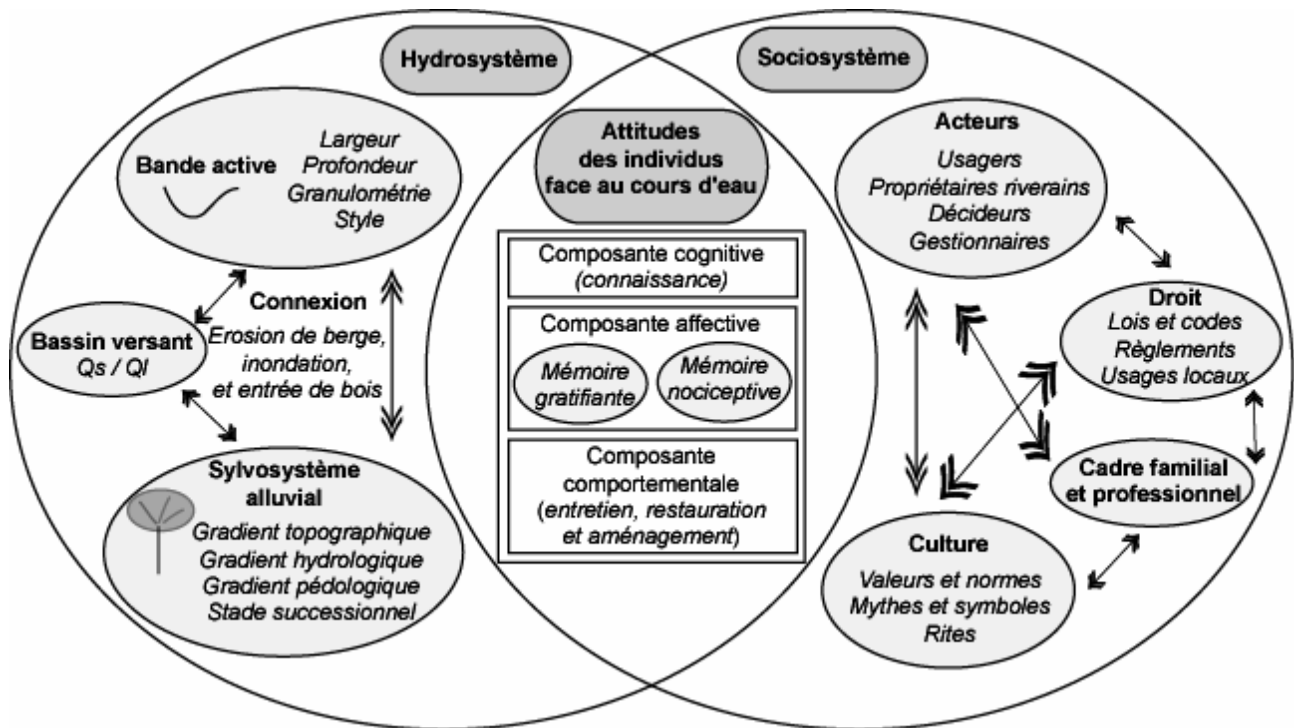 Hydrosystème
Bande active
Largeur
Profondeur
Granulométrie
Style
Connexion
Erosion de berge,
inondation,
et entrée de bois
Bassin versant
Qs / Ql
Sylvosystème
alluvial
Gradient topographique
Gradient hydrologique
Gradient pédologique
Stade successionnel
Attitudes
des individus
face au cours d'eau
Composante cognitive
(connaissance)
Composante affective
Mémoire
gratifiante
Mémoire
nociceptive
Composante
comportementale
(entretien, restauration
et aménagement)
Sociosystème
Acteurs
Usagers
Propriétaires riverains
Décideurs
Gestionnaires
Droit
Lois et codes
Règlements
Usages locaux
Cadre familial
et professionnel
Culture
Valeurs et normes
Mythes et symboles
Rites